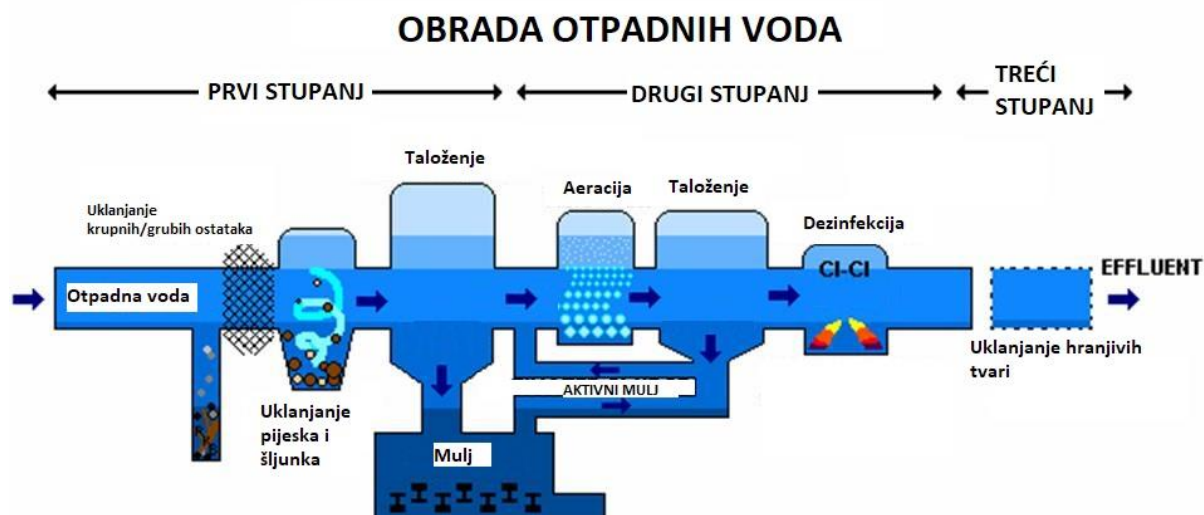 OBRADA OTPADNIH VODA
PRVI STUPANJ
DRUGI STUPANJ
TREĆI
STUPANJ
Taloženje
Aeracija
Taloženje
Uklanjanje
krupnih/grubih ostataka
Dezinfekcija
Otpadna voda
CI-CI
EFFLUENT
Uklanjanje hranjivih
tvari
AKTIVNI MULJ
Uklanjanje
pijeska i
šljunka
Mulj